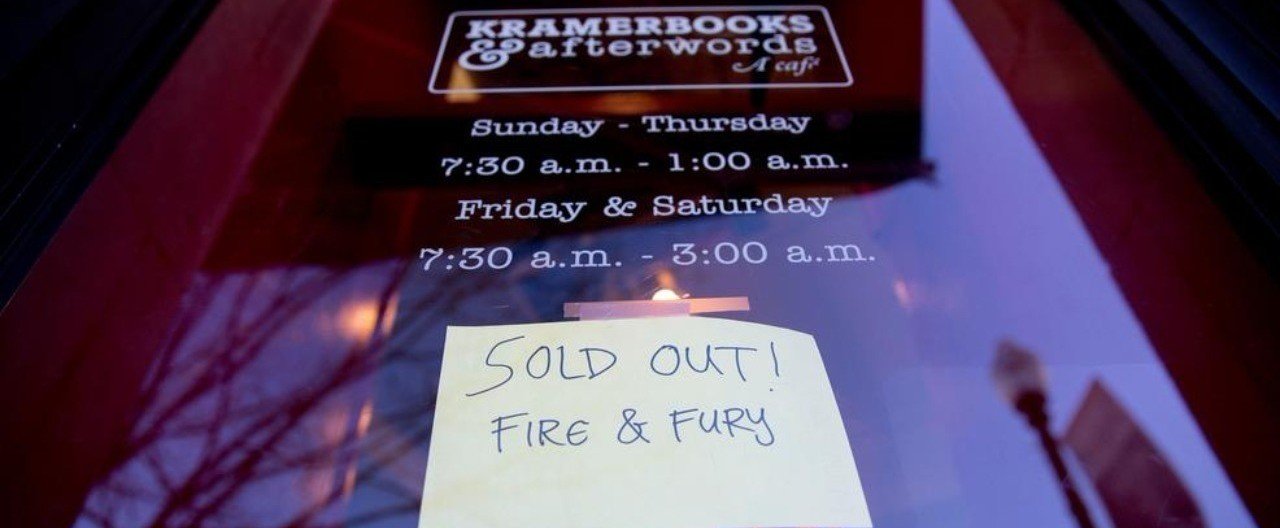 KRAMERBOOKS
& afterwords
A café
Sunday - Thursday
7:30 a.m. - 1:00 a.m.
Friday & Saturday
7:30 a.m. - 3:00 a.m.
SOLD OUT!
FIRE & FURY